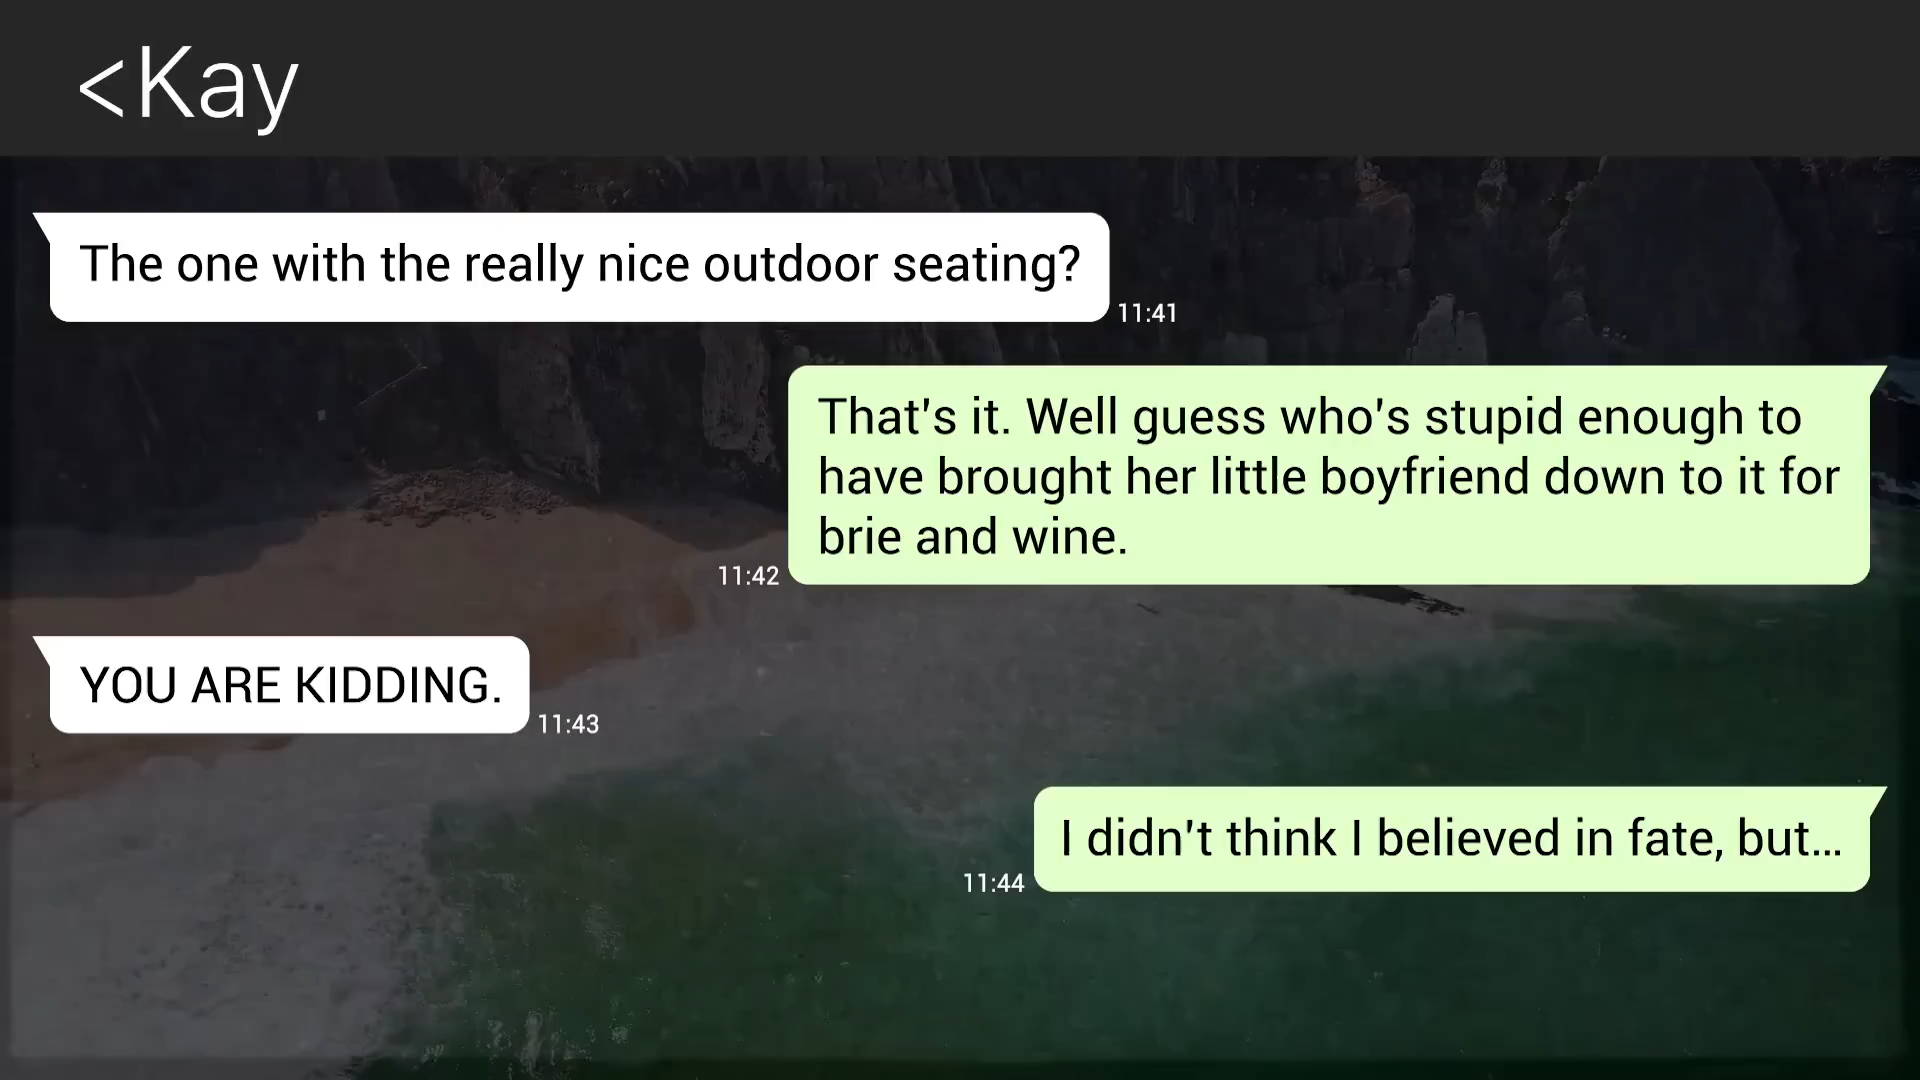 <Kay
The one with the really nice outdoor seating?
11:41
That's it. Well guess who's stupid enough to
have brought her little boyfriend down to it for
brie and wine.
11:42
YOU ARE KIDDING.
11:43
I didn't think I believed in fate, but...
11:44